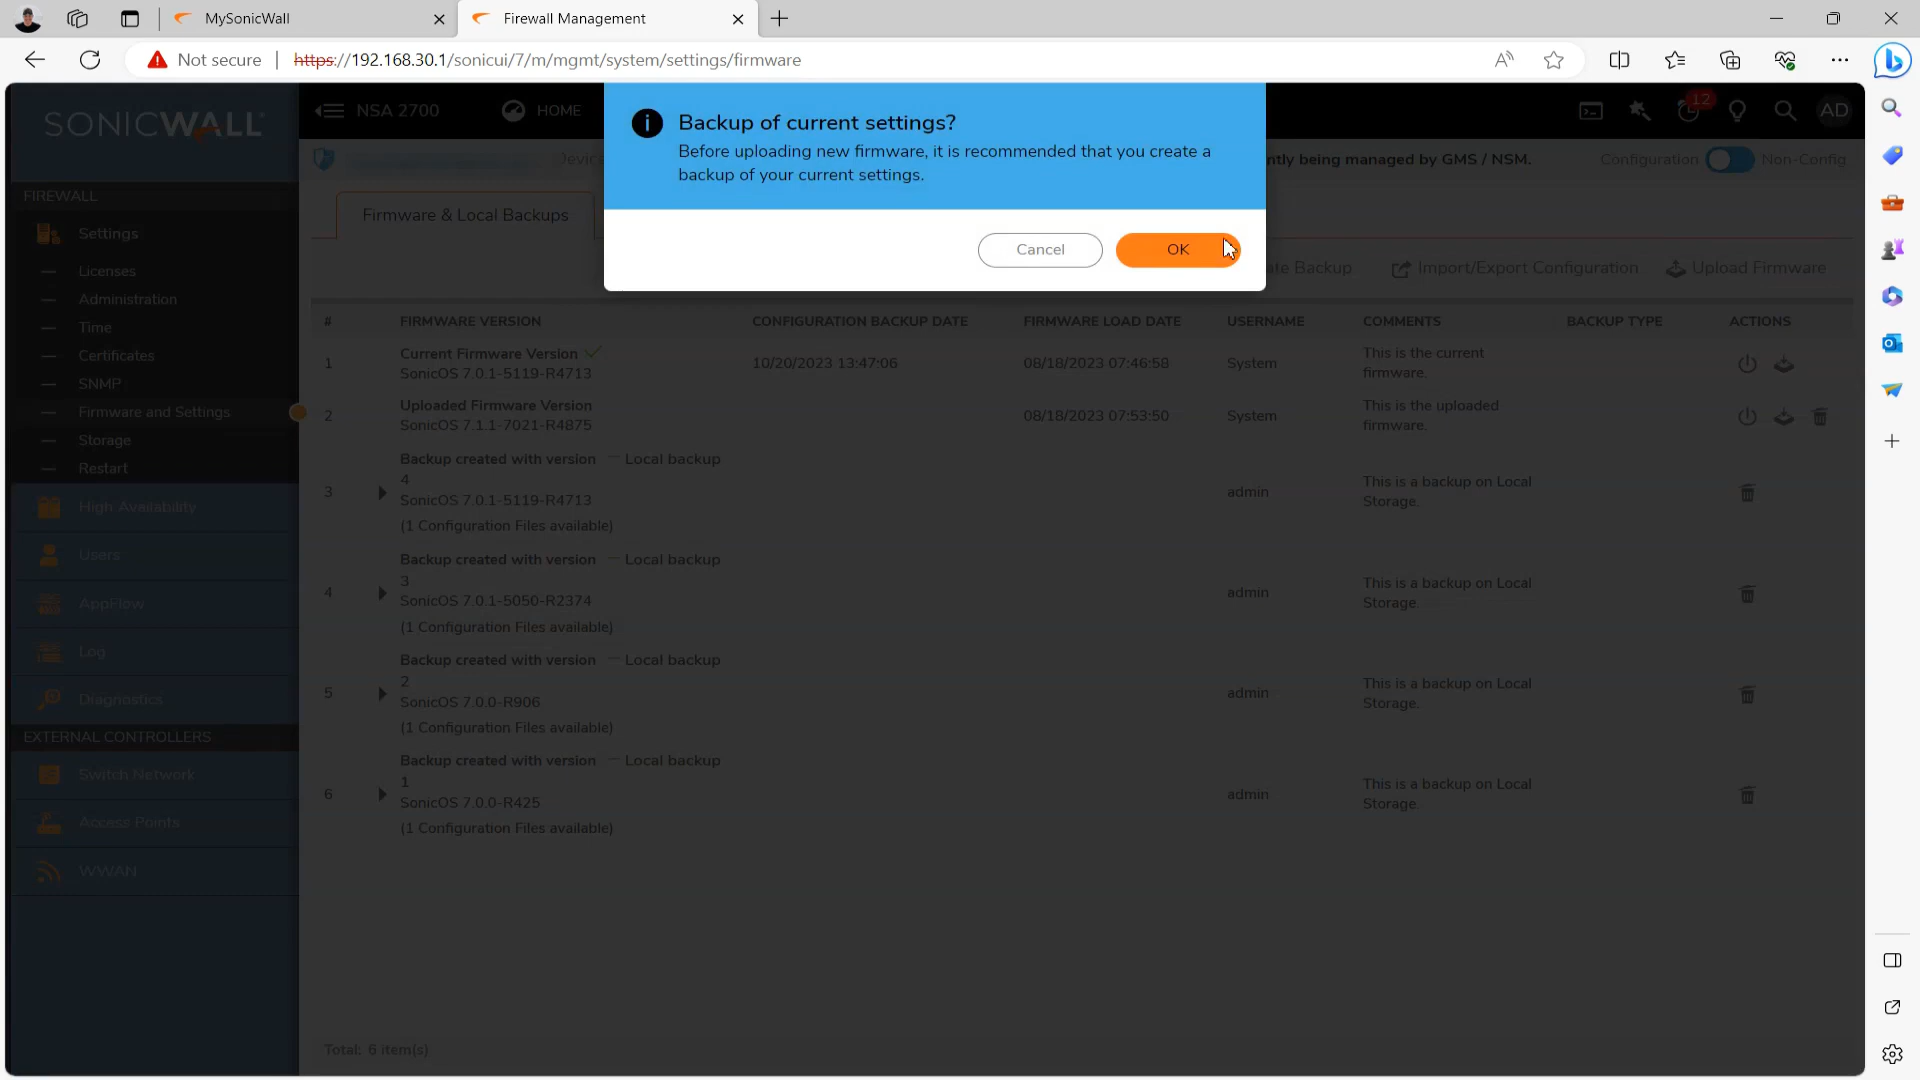 MySonicWall
Firewall Management
Not secure
https://192.168.30.1/sonicui/7/m/mgmt/system/settings/firmware
SONICWALL
NSA 2700
HOME
12
AD
Backup of current settings?
Before uploading new firmware, it is recommended that you create a
backup of your current settings.
Cancel
OK
ntly being managed by GMS / NSM.
Configuration
Non-Config
FIREWALL
Settings
Licenses
Administration
Time
Certificates
SNMP
Firmware and Settings
Storage
Restart
High Availability
Users
AppFlow
Log
Diagnostics
EXTERNAL CONTROLLERS
Switch Network
Access Points
WWAN
Firmware & Local Backups
te Backup
Import/Export Configuration
Upload Firmware
# FIRMWARE VERSION CONFIGURATION BACKUP DATE FIRMWARE LOAD DATE USERNAME COMMENTS BACKUP TYPE ACTIONS
1 Current Firmware Version 10/20/2023 13:47:06 08/18/2023 07:46:58 System This is the current
SonicOS 7.0.1-5119-R4713 firmware.
2 Uploaded Firmware Version 08/18/2023 07:53:50 System This is the uploaded
SonicOS 7.1.1-7021-R4875 firmware.
Backup created with version — Local backup
4
3 SonicOS 7.0.1-5119-R4713 admin This is a backup on Local Storage.
(1 Configuration Files available)
Backup created with version — Local backup
3
4 SonicOS 7.0.1-5050-R2374 admin This is a backup on Local Storage.
(1 Configuration Files available)
Backup created with version — Local backup
2
5 SonicOS 7.0.0-R906 admin This is a backup on Local Storage.
(1 Configuration Files available)
Backup created with version — Local backup
1
6 SonicOS 7.0.0-R425 admin This is a backup on Local Storage.
(1 Configuration Files available)
Total: 6 item(s)